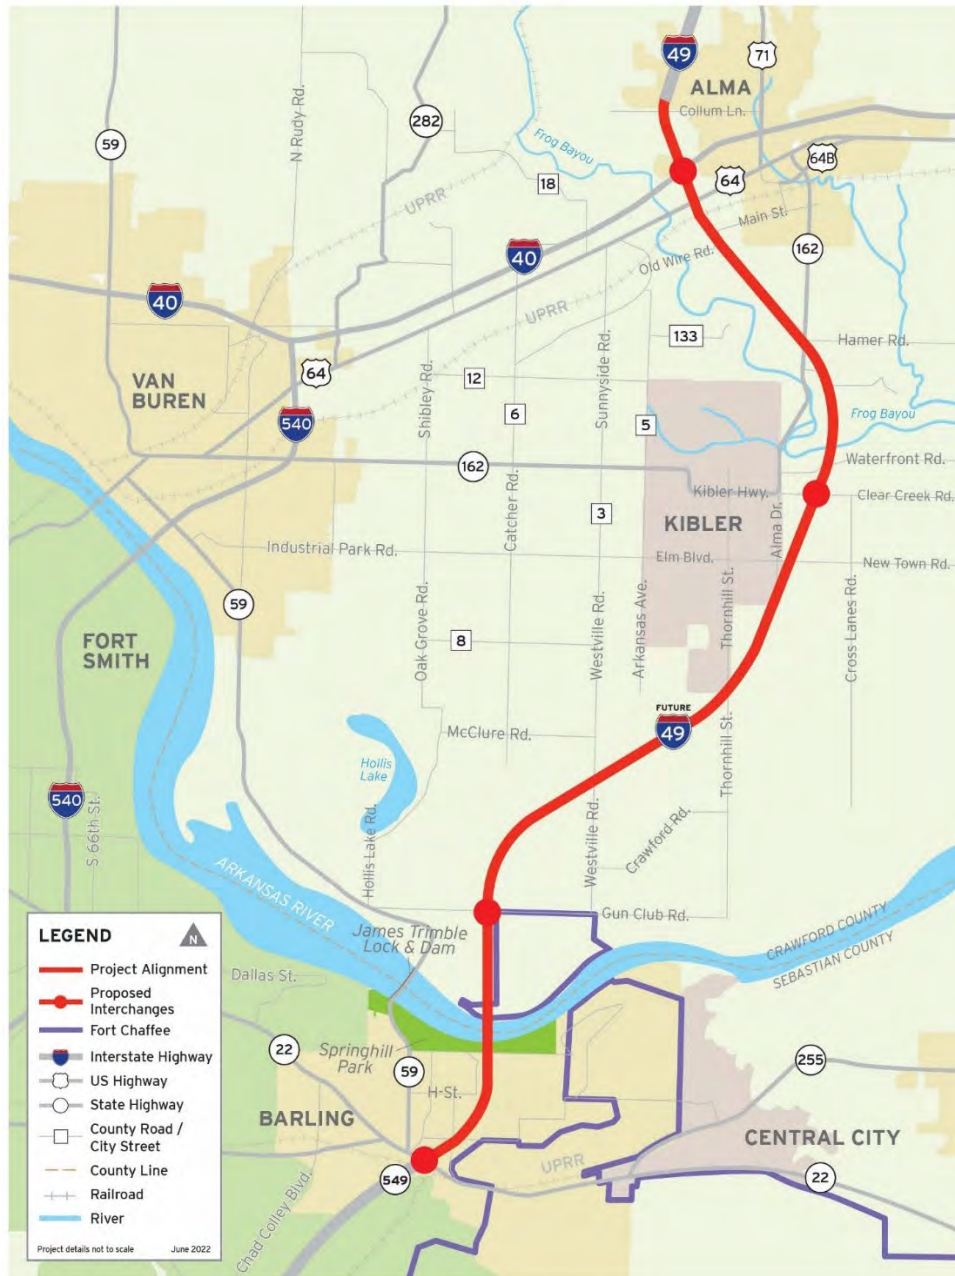 49
71
ALMA
Collum Ln.
N Rudy Rd.
282
59
Frog Bayou
64B
64
18
UPRR
Main St.
162
40
Old Wire Rd.
40
UPRR
133
Hamer Rd.
Sunnyside Rd.
64
VAN
BUREN
12
Shibley Rd.
6
5
Frog Bayou
540
162
Waterfront Rd.
Kibler Hwy.
Clear Creek Rd.
Catcher Rd.
3
KIBLER
Alma Dr.
Industrial Park Rd.
Elm Blvd.
New Town Rd.
59
FORT
SMITH
Oak Grove Rd.
8
Westville Rd.
Arkansas Ave.
Thornhill St.
Cross Lanes Rd.
FUTURE
49
McClure Rd.
Thornhill St.
Hollis
Lake
540
S 66th St.
Hollis Lake Rd.
Westville Rd.
Crawford Rd.
ARKANSAS RIVER
Gun Club Rd.
James Trimble
Lock & Dam
CRAWFORD COUNTY
SEBASTIAN COUNTY
Dallas St.
22
Springhill
Park
59
H-St.
255
BARLING
CENTRAL CITY
UPRR
549
22
Chad Colley Blvd.
LEGEND
N
Project Alignment
Proposed
Interchanges
Fort Chaffee
Interstate Highway
US Highway
State Highway
County Road /
City Street
County Line
Railroad
River
Project details not to scale June 2022